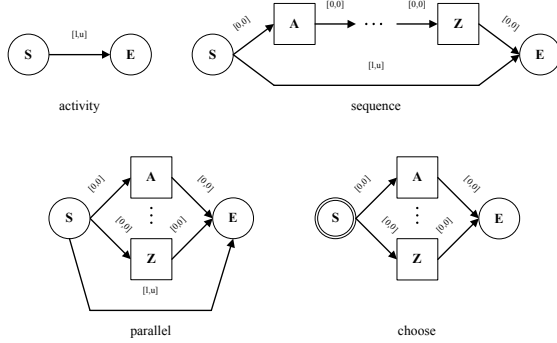 [l,u]
S
E
activity
[0,0]
A
[0,0]
[0,0]
Z
[0,0]
S
E
[l,u]
sequence
[0,0]
A
[0,0]
S
E
[0,0]
Z
[0,0]
[l,u]
parallel
[0,0]
A
[0,0]
S
E
[0,0]
Z
[0,0]
choose